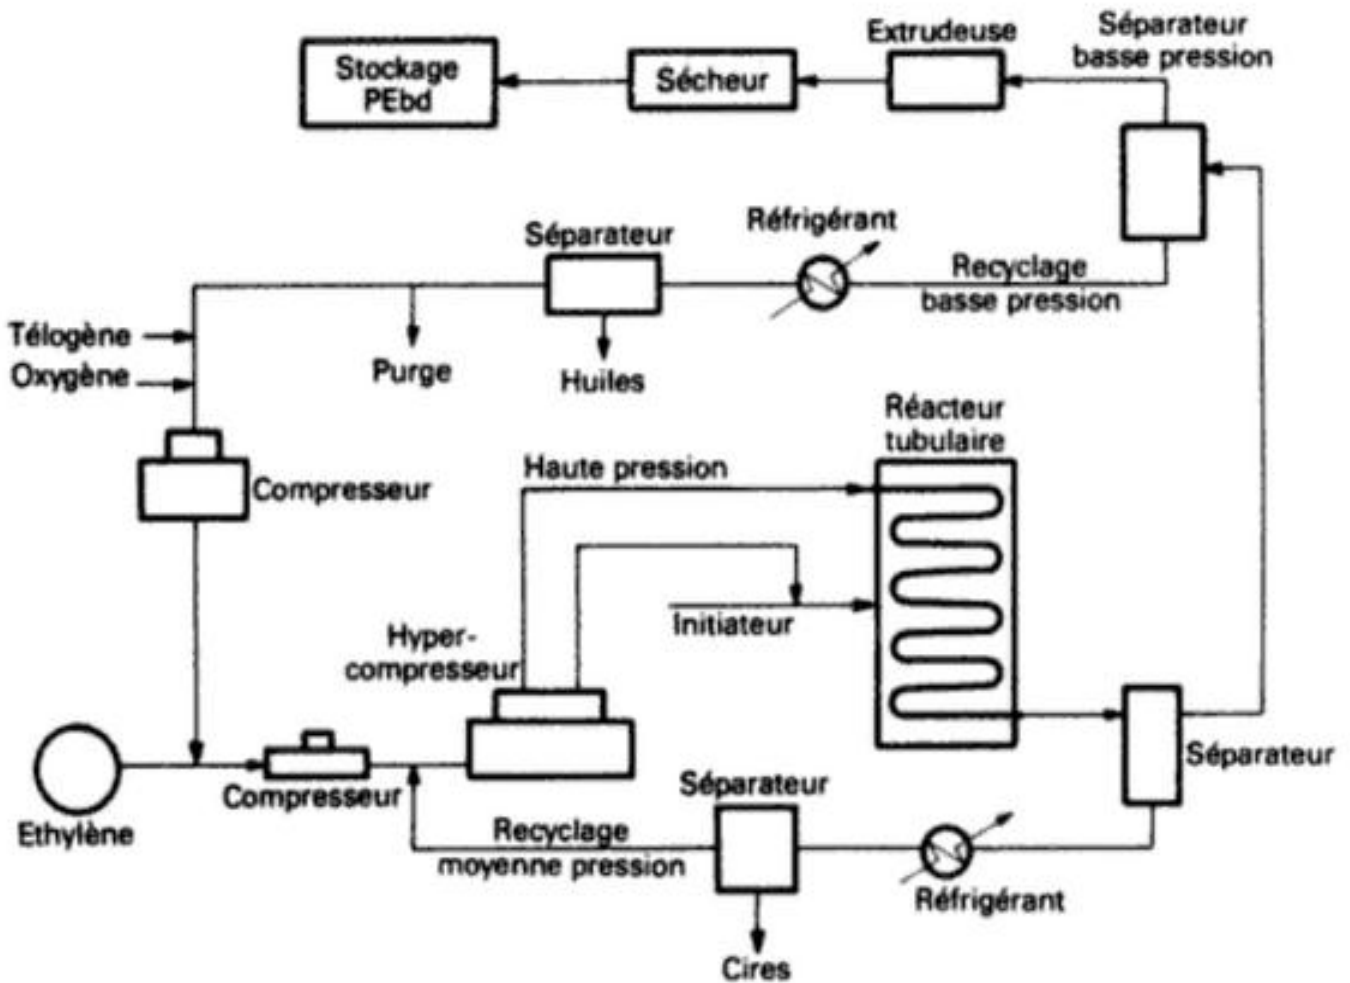 Extrudeuse
Séparateur
basse pression
Stockage
PEbd
Sécheur
Séparateur
Réfrigérant
Recyclage
basse pression
Télogène
Oxygène
Purge
Huiles
Réacteur
tubulaire
Haute pression
Compresseur
Initiateur
Hyper-
compresseur
Séparateur
Ethylène
Compresseur
Séparateur
Recyclage
moyenne pression
Réfrigérant
Cires